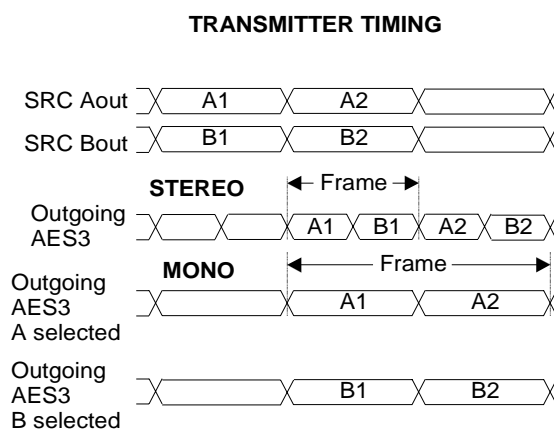 TRANSMITTER TIMING
SRC Aout A1 A2
SRC Bout B1 B2
STEREO Frame
Outgoing
AES3 A1 B1 A2 B2
MONO Frame
Outgoing
AES3 A1 A2
A selected
Outgoing
AES3 B1 B2
B selected